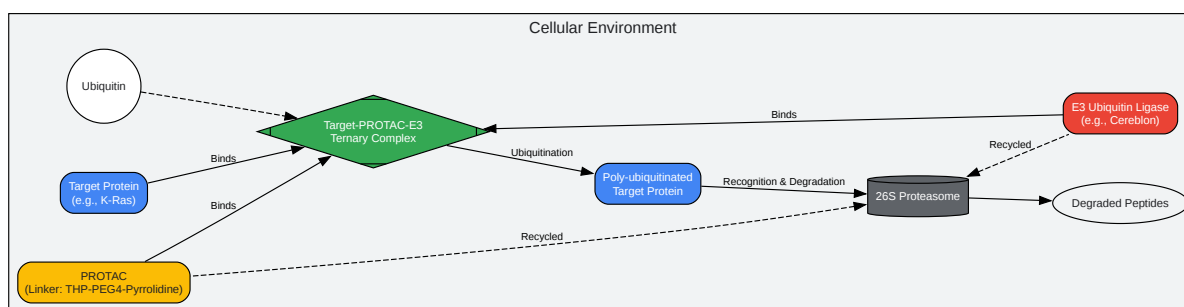 Cellular Environment
Ubiquitin
Target-PROTAC-E3
Ternary Complex
Binds
E3 Ubiquitin Ligase
(e.g., Cereblon)
Recycled
Binds
Ubiquitination
Target Protein
(e.g., K-Ras)
Poly-ubiquitinated
Target Protein
Recognition & Degradation
26S Proteasome
Degraded Peptides
Binds
Recycled
PROTAC
(Linker: THP-PEG4-Pyrrolidine)